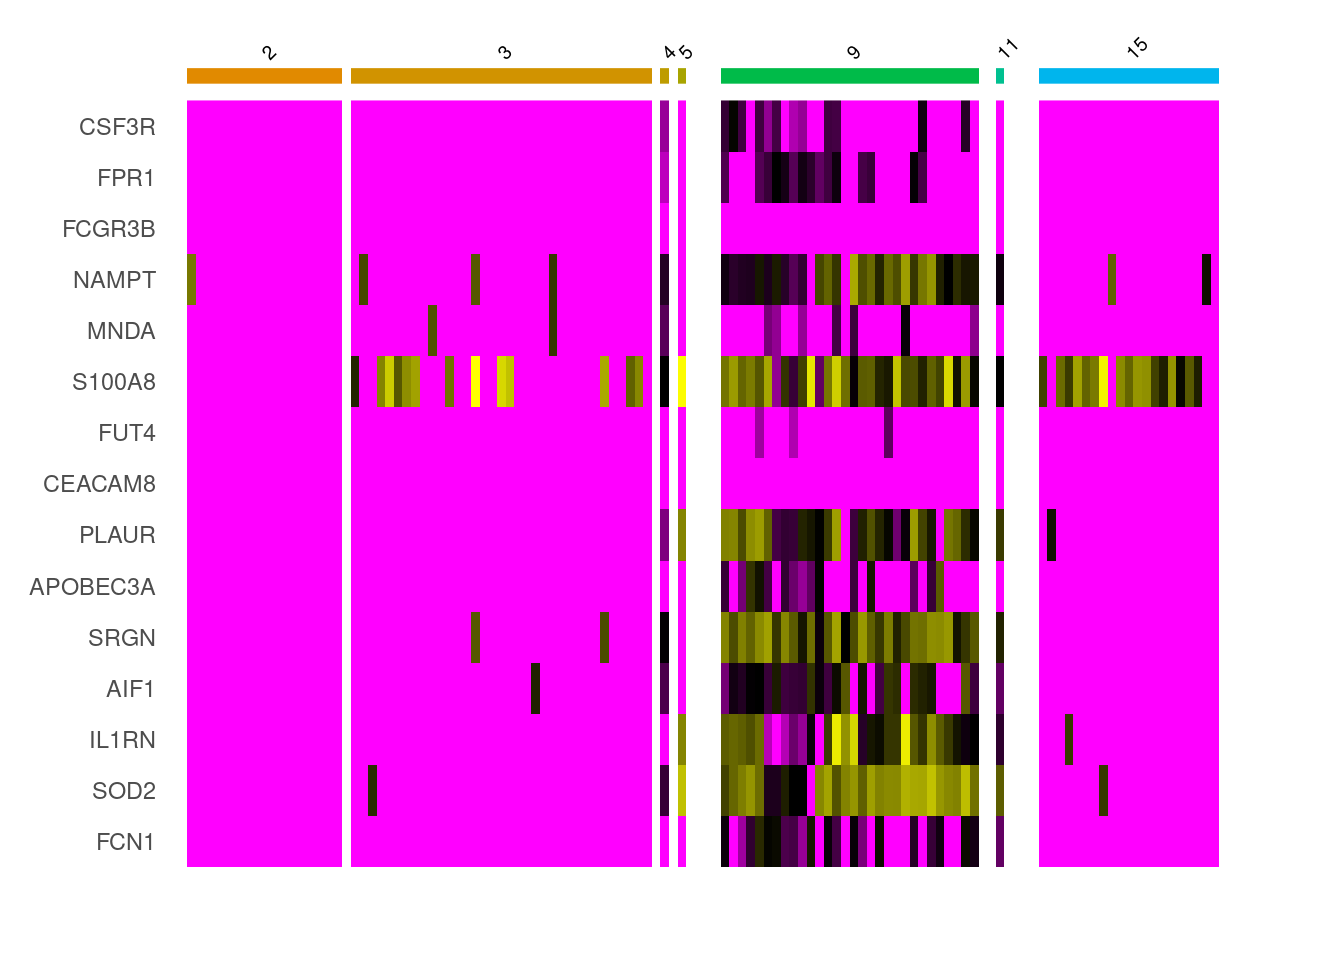 2 3 4 5 9 11 15
CSF3R
FPR1
FCGR3B
NAMPT
MNDA
S100A8
FUT4
CEACAM8
PLAUR
APOBEC3A
SRGN
AIF1
IL1RN
SOD2
FCN1